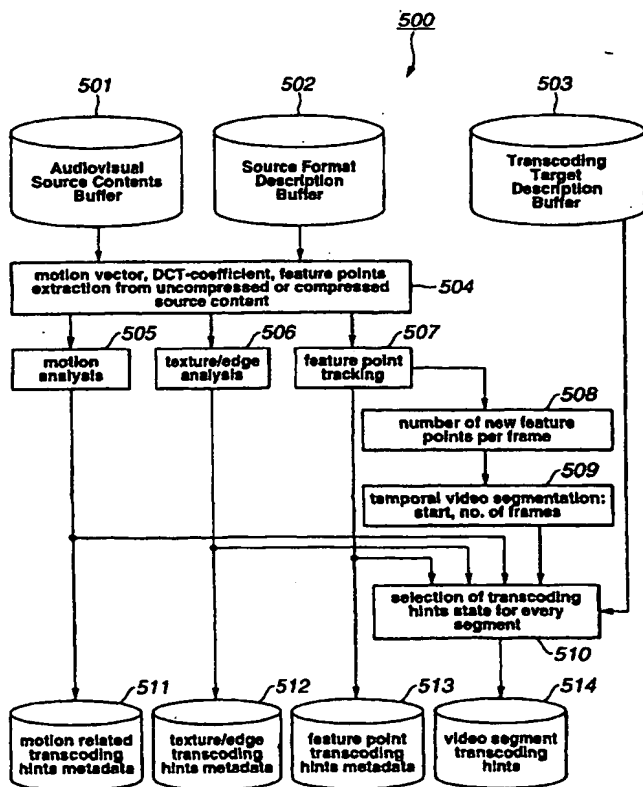 500
501
502
503
Audiovisual
Source Contents
Buffer
Source Format
Description
Buffer
Transcoding
Target
Description
Buffer
motion vector, DCT-coefficient, feature points
extraction from uncompressed or compressed
source content
504
505
motion
analysis
506
texture/edge
analysis
507
feature point
tracking
508
number of new feature
points per frame
509
temporal video segmentation:
start, no. of frames
selection of transcoding
hints state for every
segment
510
511
motion related
transcoding
hints metadata
512
texture/edge
transcoding
hints metadata
513
feature point
transcoding
hints metadata
514
video segment
transcoding
hints